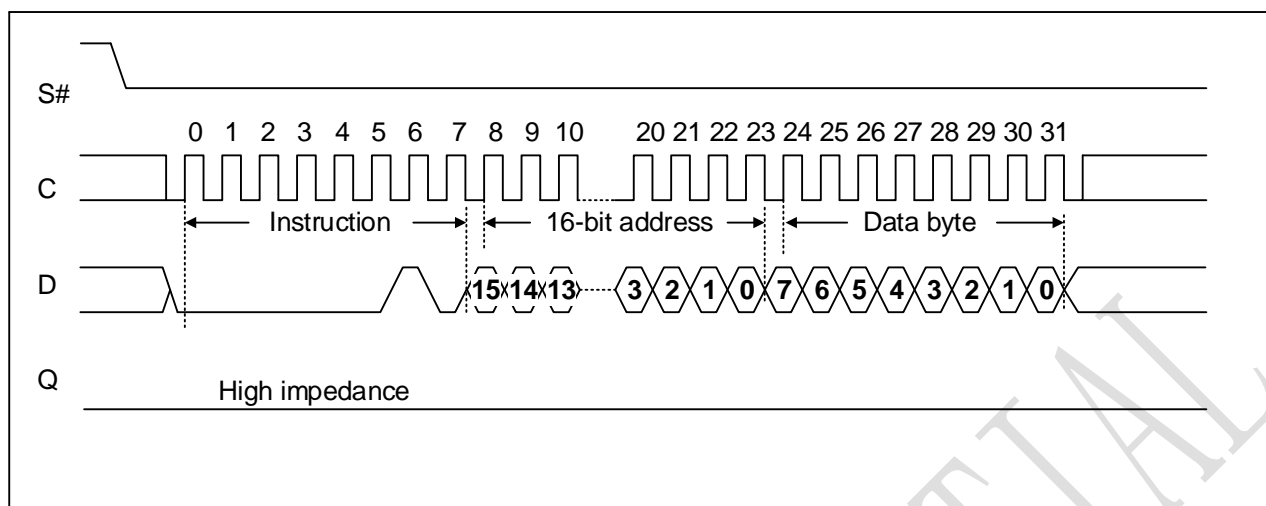 S#
0 1 2 3 4 5 6 7 8 9 10 20 21 22 23 24 25 26 27 28 29 30 31
C
Instruction 16-bit address Data byte
D 15 14 13 3 2 1 0 7 6 5 4 3 2 1 0
Q
High impedance
TIAL